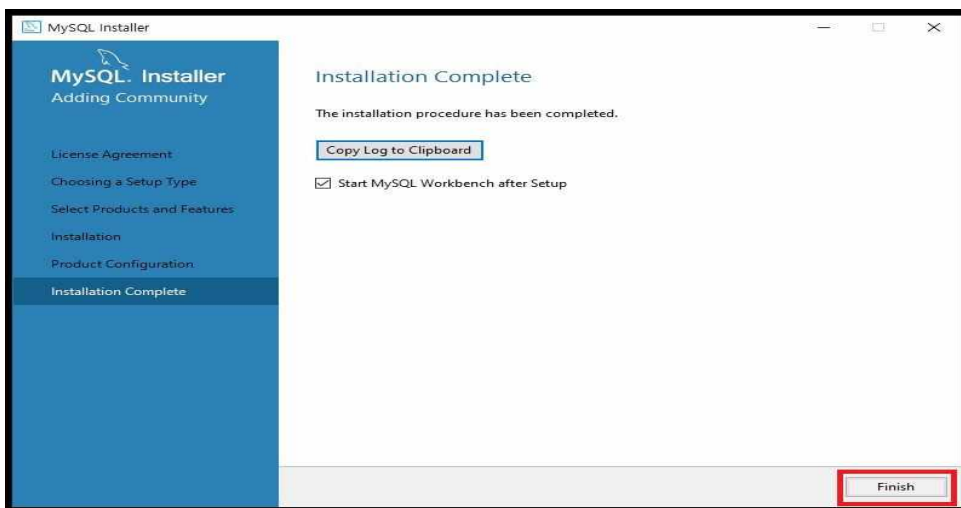 MySQL Installer
MySQL. Installer
Adding Community
License Agreement
Choosing a Setup Type
Select Products and Features
Installation
Product Configuration
Installation Complete
Installation Complete
The installation procedure has been completed.
Copy Log to Clipboard
Start MySQL Workbench after Setup
Finish